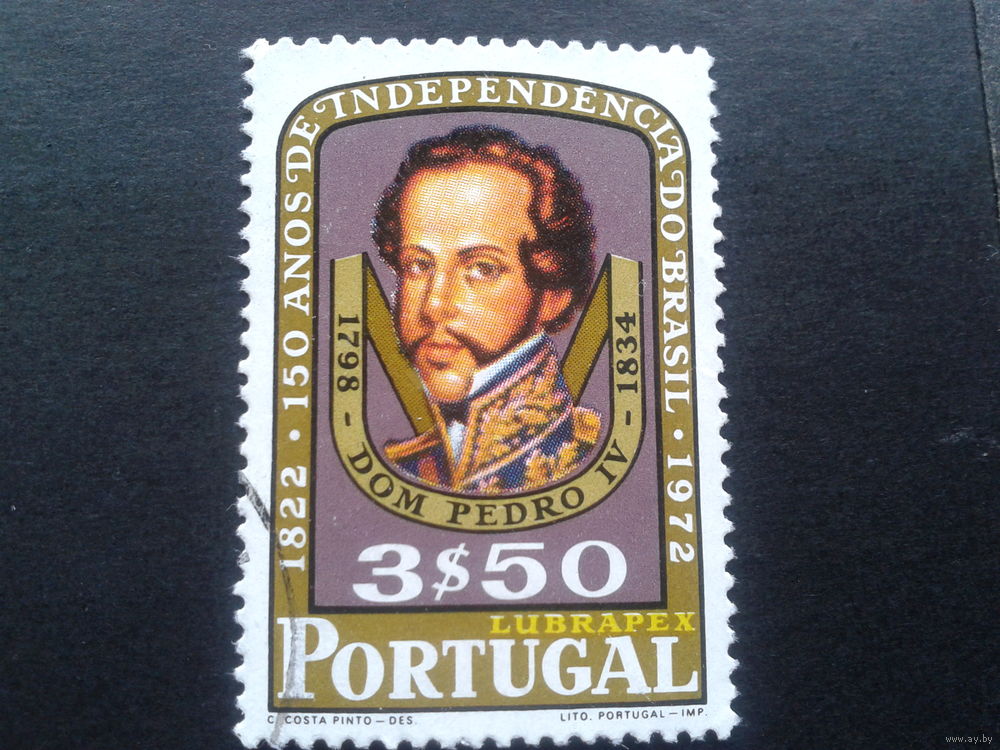 1822 · 150 ANOS DE INDEPENDÊNCIA DO BRASIL · 1972
1798 - DOM PEDRO IV - 1834
3$50
LUBRAPEX
PORTUGAL
C. COSTA PINTO — DES.
LITO. PORTUGAL — IMP.
www.ay.by